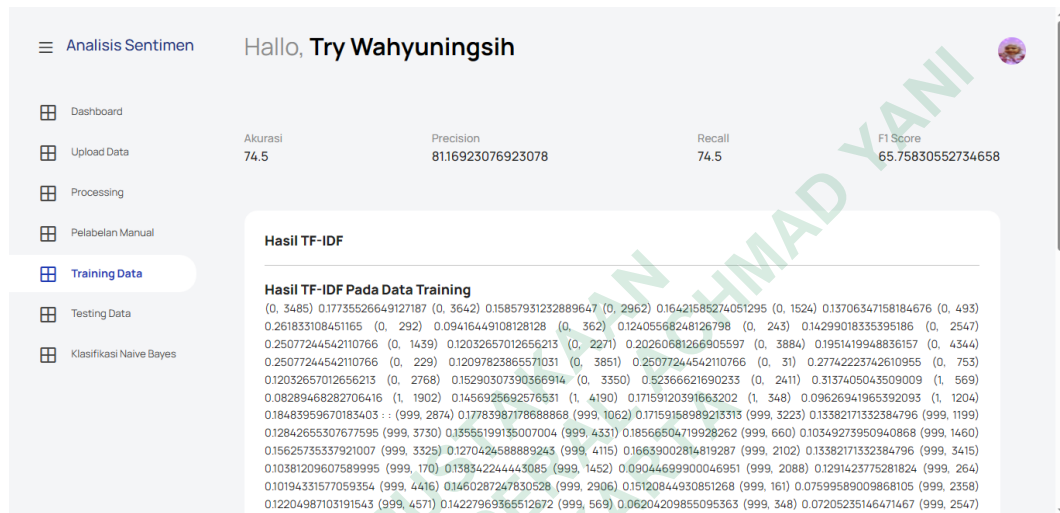 Analisis Sentimen
Hallo, Try Wahyuningsih
Dashboard
Upload Data
Processing
Pelabelan Manual
Training Data
Testing Data
Klasifikasi Naive Bayes
Akurasi Precision Recall F1 Score
74.5 81.16923076923078 74.5 65.75830552734658
Hasil TF-IDF
Hasil TF-IDF Pada Data Training
(0, 3485) 0.17735526649127187 (0, 3642) 0.15857931232889647 (0, 2962) 0.16421585274051295 (0, 1524) 0.13706347158184676 (0, 493)
0.261833108451165 (0, 292) 0.09416449108128128 (0, 362) 0.12405568248126798 (0, 243) 0.14299018335395186 (0, 2547)
0.25077244542110766 (0, 1439) 0.12032657012656213 (0, 2271) 0.20260681266905597 (0, 3884) 0.1951419948836157 (0, 4344)
0.25077244542110766 (0, 229) 0.12097823865571031 (0, 3851) 0.25077244542110766 (0, 31) 0.27742223742610955 (0, 753)
0.12032657012656213 (0, 2768) 0.15290307390366914 (0, 3350) 0.52366621690233 (0, 2411) 0.3137405043509009 (1, 569)
0.08289468282706416 (1, 1902) 0.1456925692576531 (1, 4190) 0.17159120391663202 (1, 348) 0.09626941965392093 (1, 1204)
0.18483959670183403 : : (999, 2874) 0.17783987178688868 (999, 1062) 0.17159158989213313 (999, 3223) 0.1338217133238​4796 (999, 1199)
0.12842655307677595 (999, 3730) 0.13555199135007004 (999, 4331) 0.18566504719928262 (999, 660) 0.10349273950940868 (999, 1460)
0.15625735337921007 (999, 3325) 0.1270424588889243 (999, 4115) 0.16639002814819287 (999, 2102) 0.13382171332384796 (999, 3415)
0.10381209607589995 (999, 170) 0.138342244443085 (999, 1452) 0.09044699900046951 (999, 2088) 0.1291423775281824 (999, 264)
0.10194331577059354 (999, 4416) 0.1460287247830528 (999, 2906) 0.15120844930851268 (999, 161) 0.07599589009868105 (999, 2358)
0.12204987103191543 (999, 4571) 0.14227969365512672 (999, 569) 0.06204209855095363 (999, 348) 0.07205235146471467 (999, 2547)
ACHMAD YANI